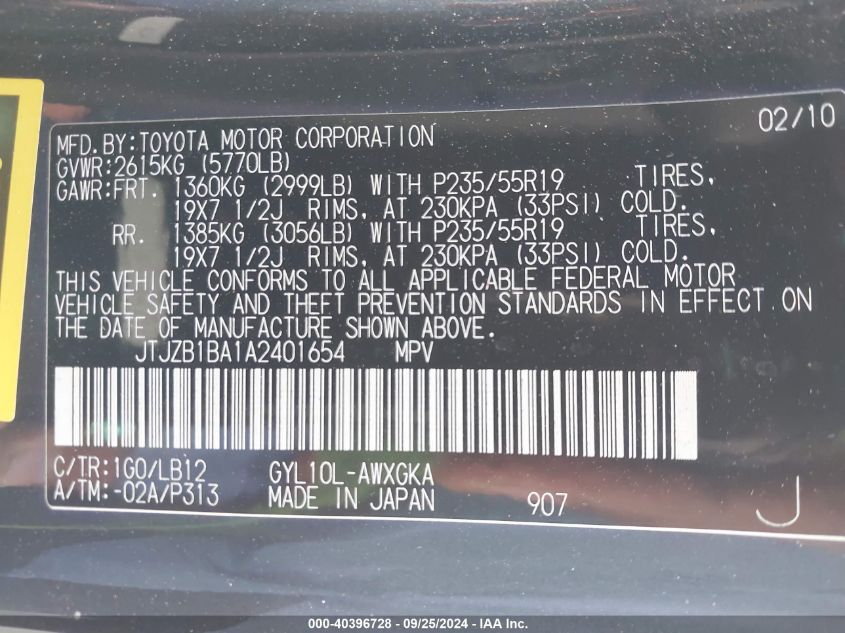 02/10
MFD.BY:TOYOTA MOTOR CORPORATION
GVWR:2615KG (5770LB)
GAWR:FRT. 1360KG (2999LB) WITH P235/55R19 TIRES,
19X7 1/2J RIMS, AT 230KPA (33PSI) COLD.
RR. 1385KG (3056LB) WITH P235/55R19 TIRES,
19X7 1/2J RIMS, AT 230KPA (33PSI) COLD.
THIS VEHICLE CONFORMS TO ALL APPLICABLE FEDERAL MOTOR
VEHICLE SAFETY AND THEFT PREVENTION STANDARDS IN EFFECT ON
THE DATE OF MANUFACTURE SHOWN ABOVE.
JTJZB1BA1A2401654 MPV
C/TR:1G0/LB12 GYL10L-AWXGKA
A/TM:-02A/P313 MADE IN JAPAN 907 J
000-40396728 - 09/25/2024 - IAA Inc.